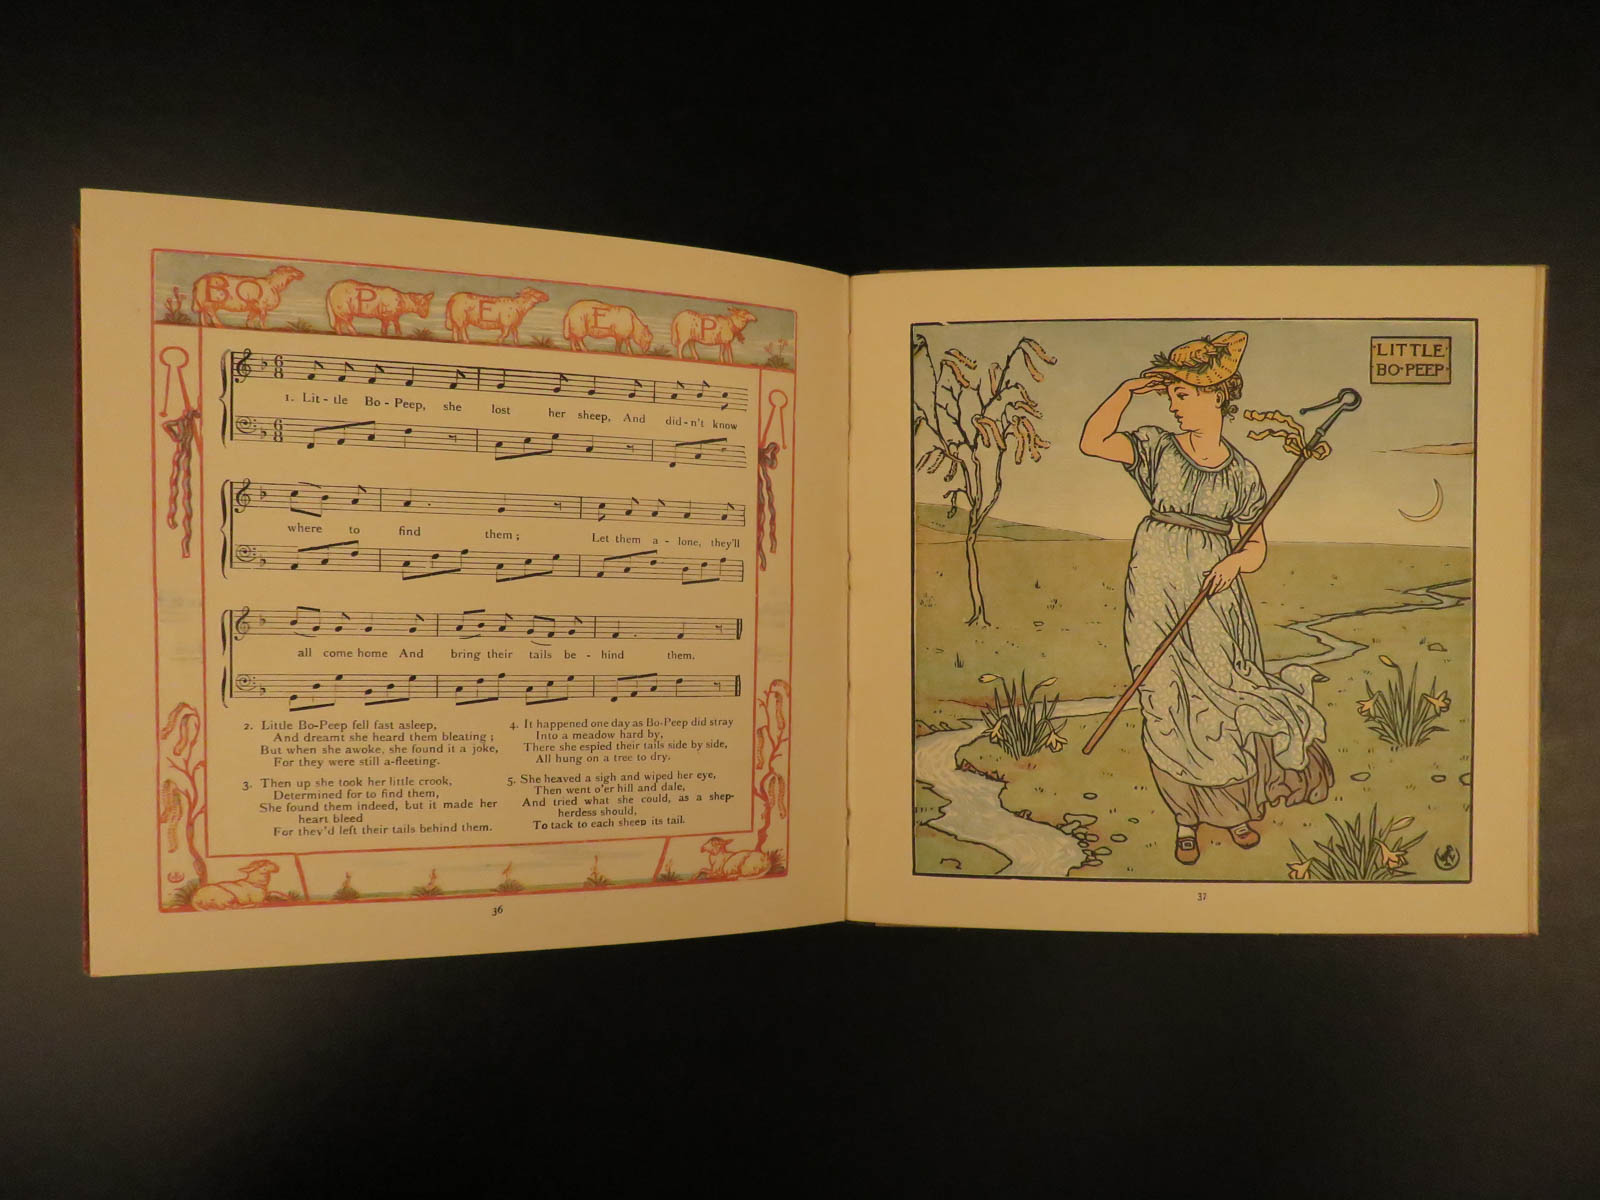 BO PEEP
1. Lit-tle Bo-Peep, she lost her sheep, And did-n't know
where to find them; Let them a-lone, they'll
all come home And bring their tails be-hind them.
2. Little Bo-Peep fell fast asleep,
And dreamt she heard them bleating;
But when she awoke, she found it a joke,
For they were still a-fleeting.
3. Then up she took her little crook,
Determined for to find them,
She found them indeed, but it made her
heart bleed
For they'd left their tails behind them.
4. It happened one day as Bo-Peep did stray
Into a meadow hard by,
There she espied their tails side by side,
All hung on a tree to dry.
5. She heaved a sigh and wiped her eye,
Then went o'er hill and dale,
And tried what she could, as a shep-
herdess should,
To tack to each sheep its tail.
36
LITTLE
BO·PEEP
37